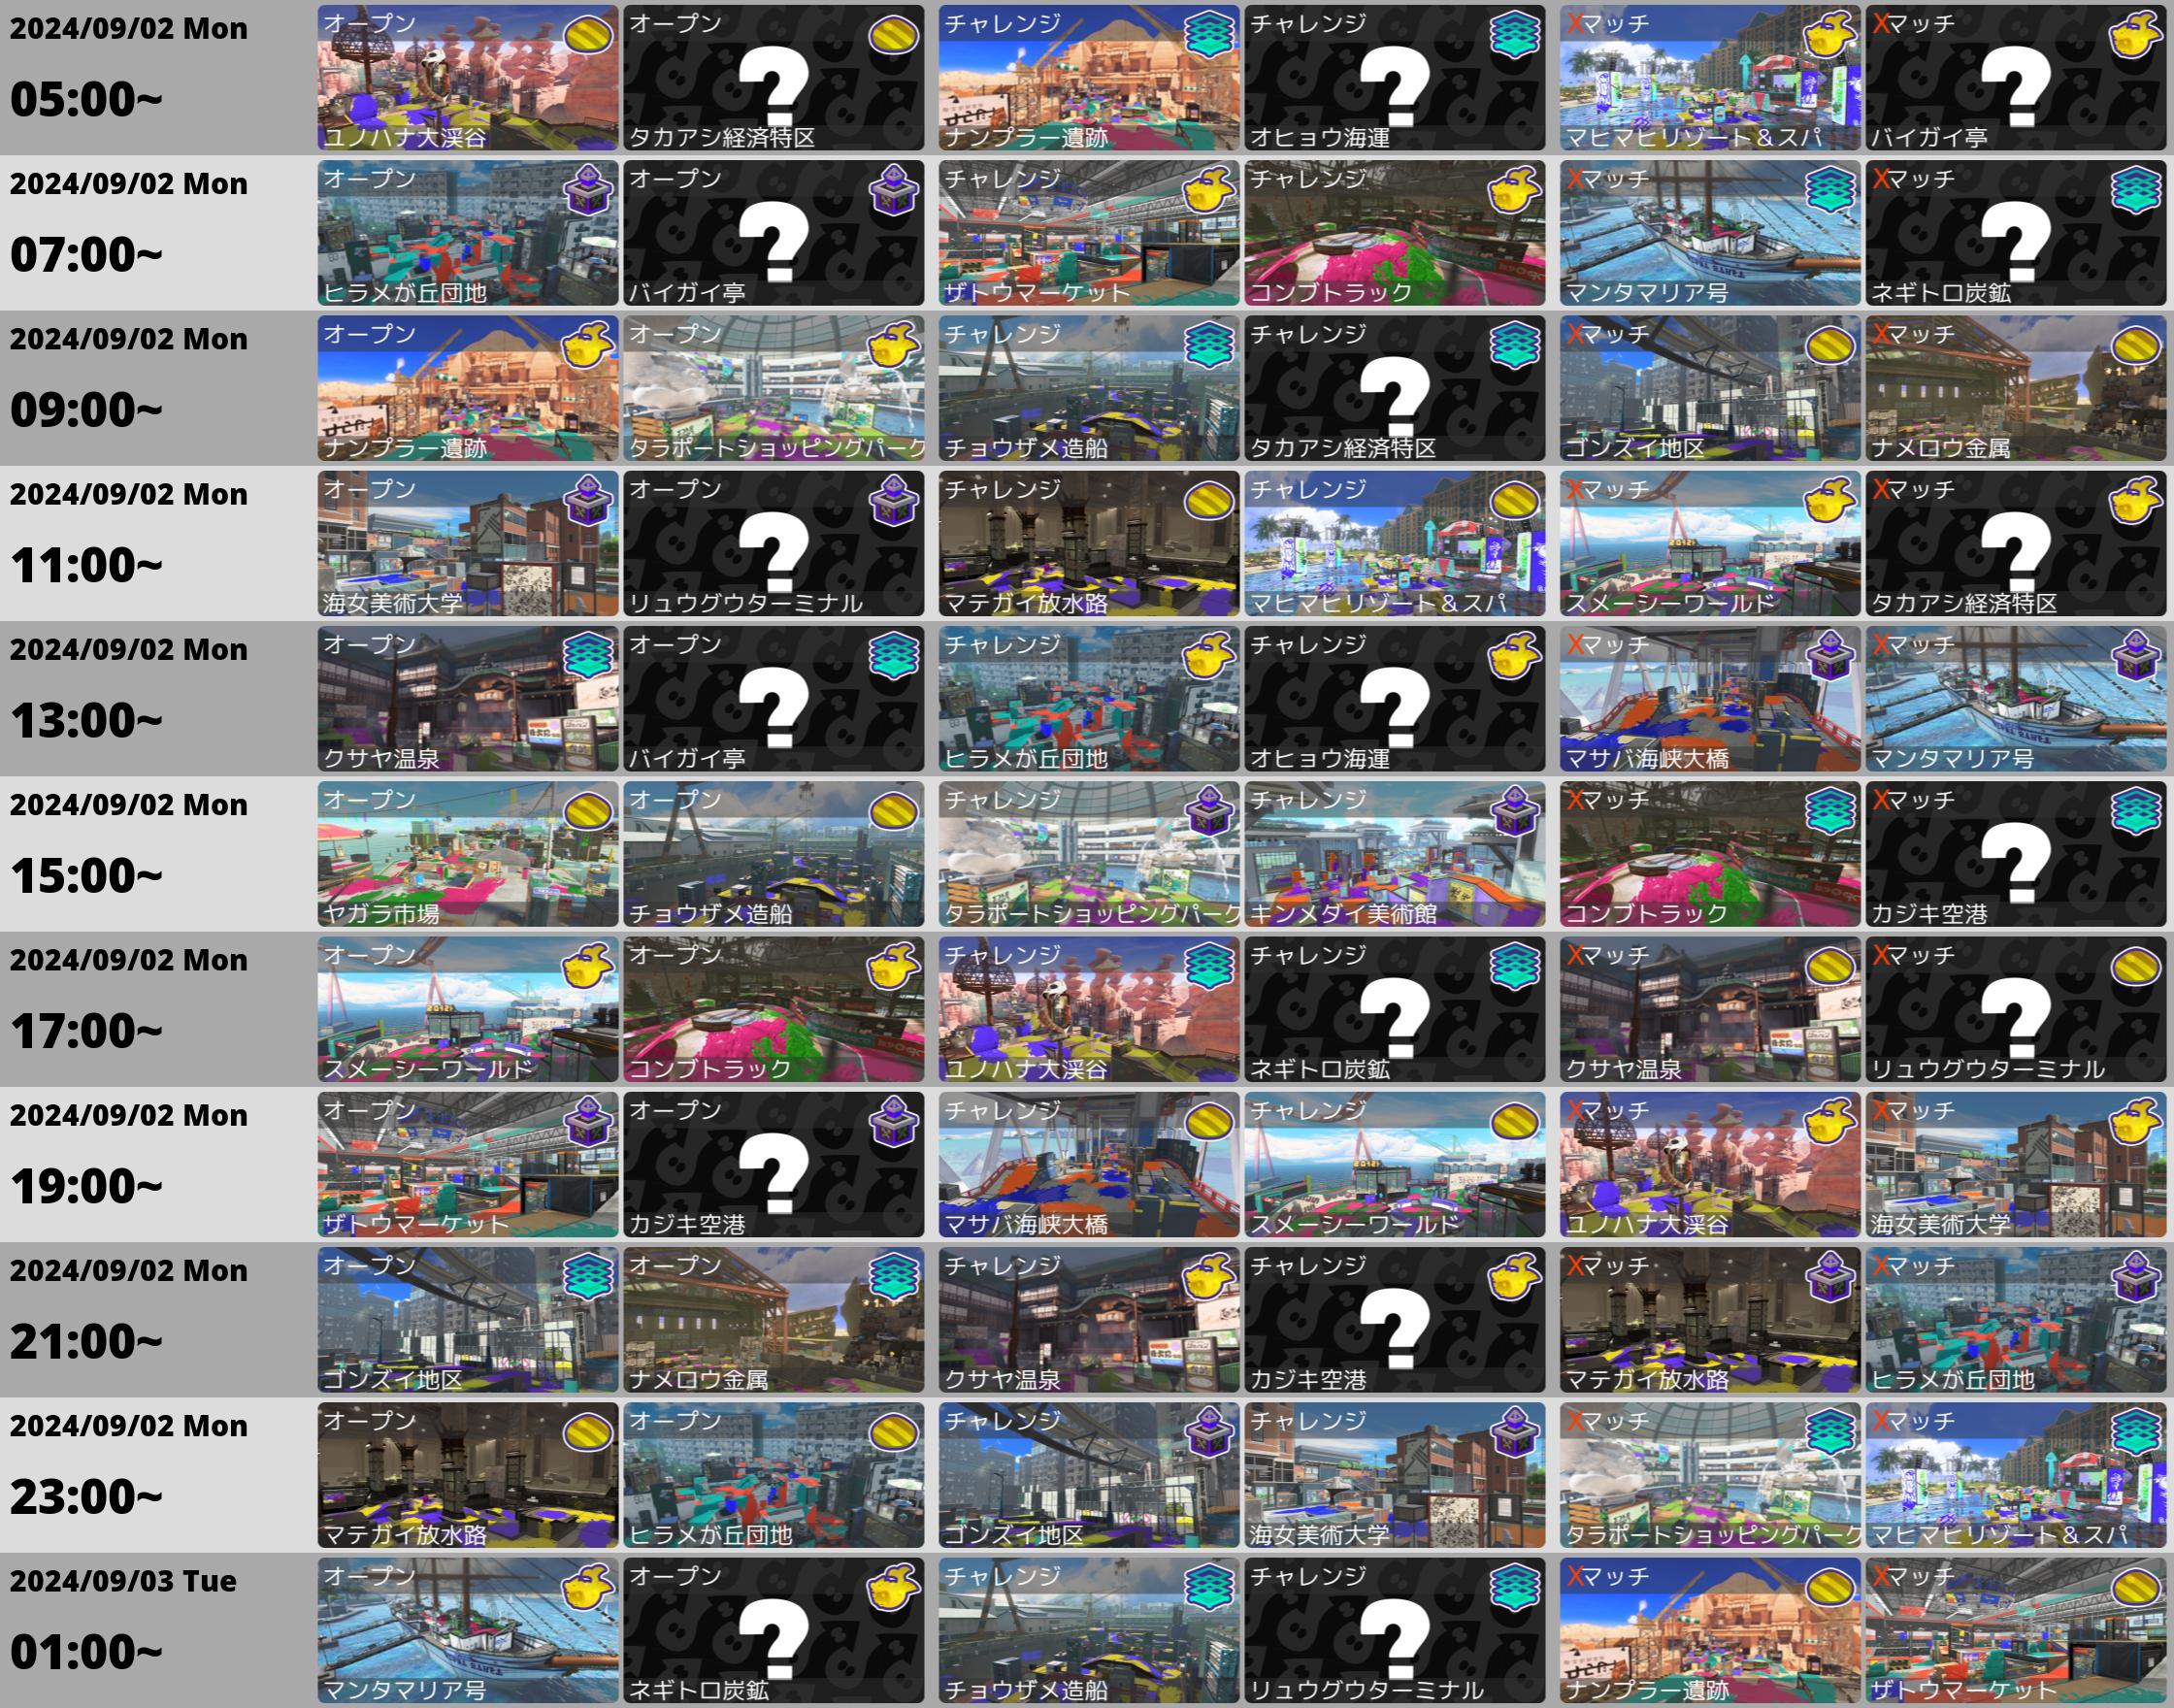 2024/09/02 Mon
05:00~
オープン
ユノハナ大渓谷
オープン
タカアシ経済特区
チャレンジ
ナンプラー遺跡
チャレンジ
オヒョウ海運
Xマッチ
マヒマヒリゾート＆スパ
Xマッチ
バイガイ亭
2024/09/02 Mon
07:00~
オープン
ヒラメが丘団地
オープン
バイガイ亭
チャレンジ
ザトウマーケット
チャレンジ
コンブトラック
Xマッチ
マンタマリア号
Xマッチ
ネギトロ炭鉱
2024/09/02 Mon
09:00~
オープン
ナンプラー遺跡
オープン
タラポートショッピングパーク
チャレンジ
チョウザメ造船
チャレンジ
タカアシ経済特区
Xマッチ
ゴンズイ地区
Xマッチ
ナメロウ金属
2024/09/02 Mon
11:00~
オープン
海女美術大学
オープン
リュウグウターミナル
チャレンジ
マテガイ放水路
チャレンジ
マヒマヒリゾート＆スパ
Xマッチ
スメーシーワールド
Xマッチ
タカアシ経済特区
2024/09/02 Mon
13:00~
オープン
クサヤ温泉
オープン
バイガイ亭
チャレンジ
ヒラメが丘団地
チャレンジ
オヒョウ海運
Xマッチ
マサバ海峡大橋
Xマッチ
マンタマリア号
2024/09/02 Mon
15:00~
オープン
ヤガラ市場
オープン
チョウザメ造船
チャレンジ
タラポートショッピングパーク
チャレンジ
キンメダイ美術館
Xマッチ
コンブトラック
Xマッチ
カジキ空港
2024/09/02 Mon
17:00~
オープン
スメーシーワールド
オープン
コンブトラック
チャレンジ
ユノハナ大渓谷
チャレンジ
ネギトロ炭鉱
Xマッチ
クサヤ温泉
Xマッチ
リュウグウターミナル
2024/09/02 Mon
19:00~
オープン
ザトウマーケット
オープン
カジキ空港
チャレンジ
マサバ海峡大橋
チャレンジ
スメーシーワールド
Xマッチ
ユノハナ大渓谷
Xマッチ
海女美術大学
2024/09/02 Mon
21:00~
オープン
ゴンズイ地区
オープン
ナメロウ金属
チャレンジ
クサヤ温泉
チャレンジ
カジキ空港
Xマッチ
マテガイ放水路
Xマッチ
ヒラメが丘団地
2024/09/02 Mon
23:00~
オープン
マテガイ放水路
オープン
ヒラメが丘団地
チャレンジ
ゴンズイ地区
チャレンジ
海女美術大学
Xマッチ
タラポートショッピングパーク
Xマッチ
マヒマヒリゾート＆スパ
2024/09/03 Tue
01:00~
オープン
マンタマリア号
オープン
ネギトロ炭鉱
チャレンジ
チョウザメ造船
チャレンジ
リュウグウターミナル
Xマッチ
ナンプラー遺跡
Xマッチ
ザトウマーケット